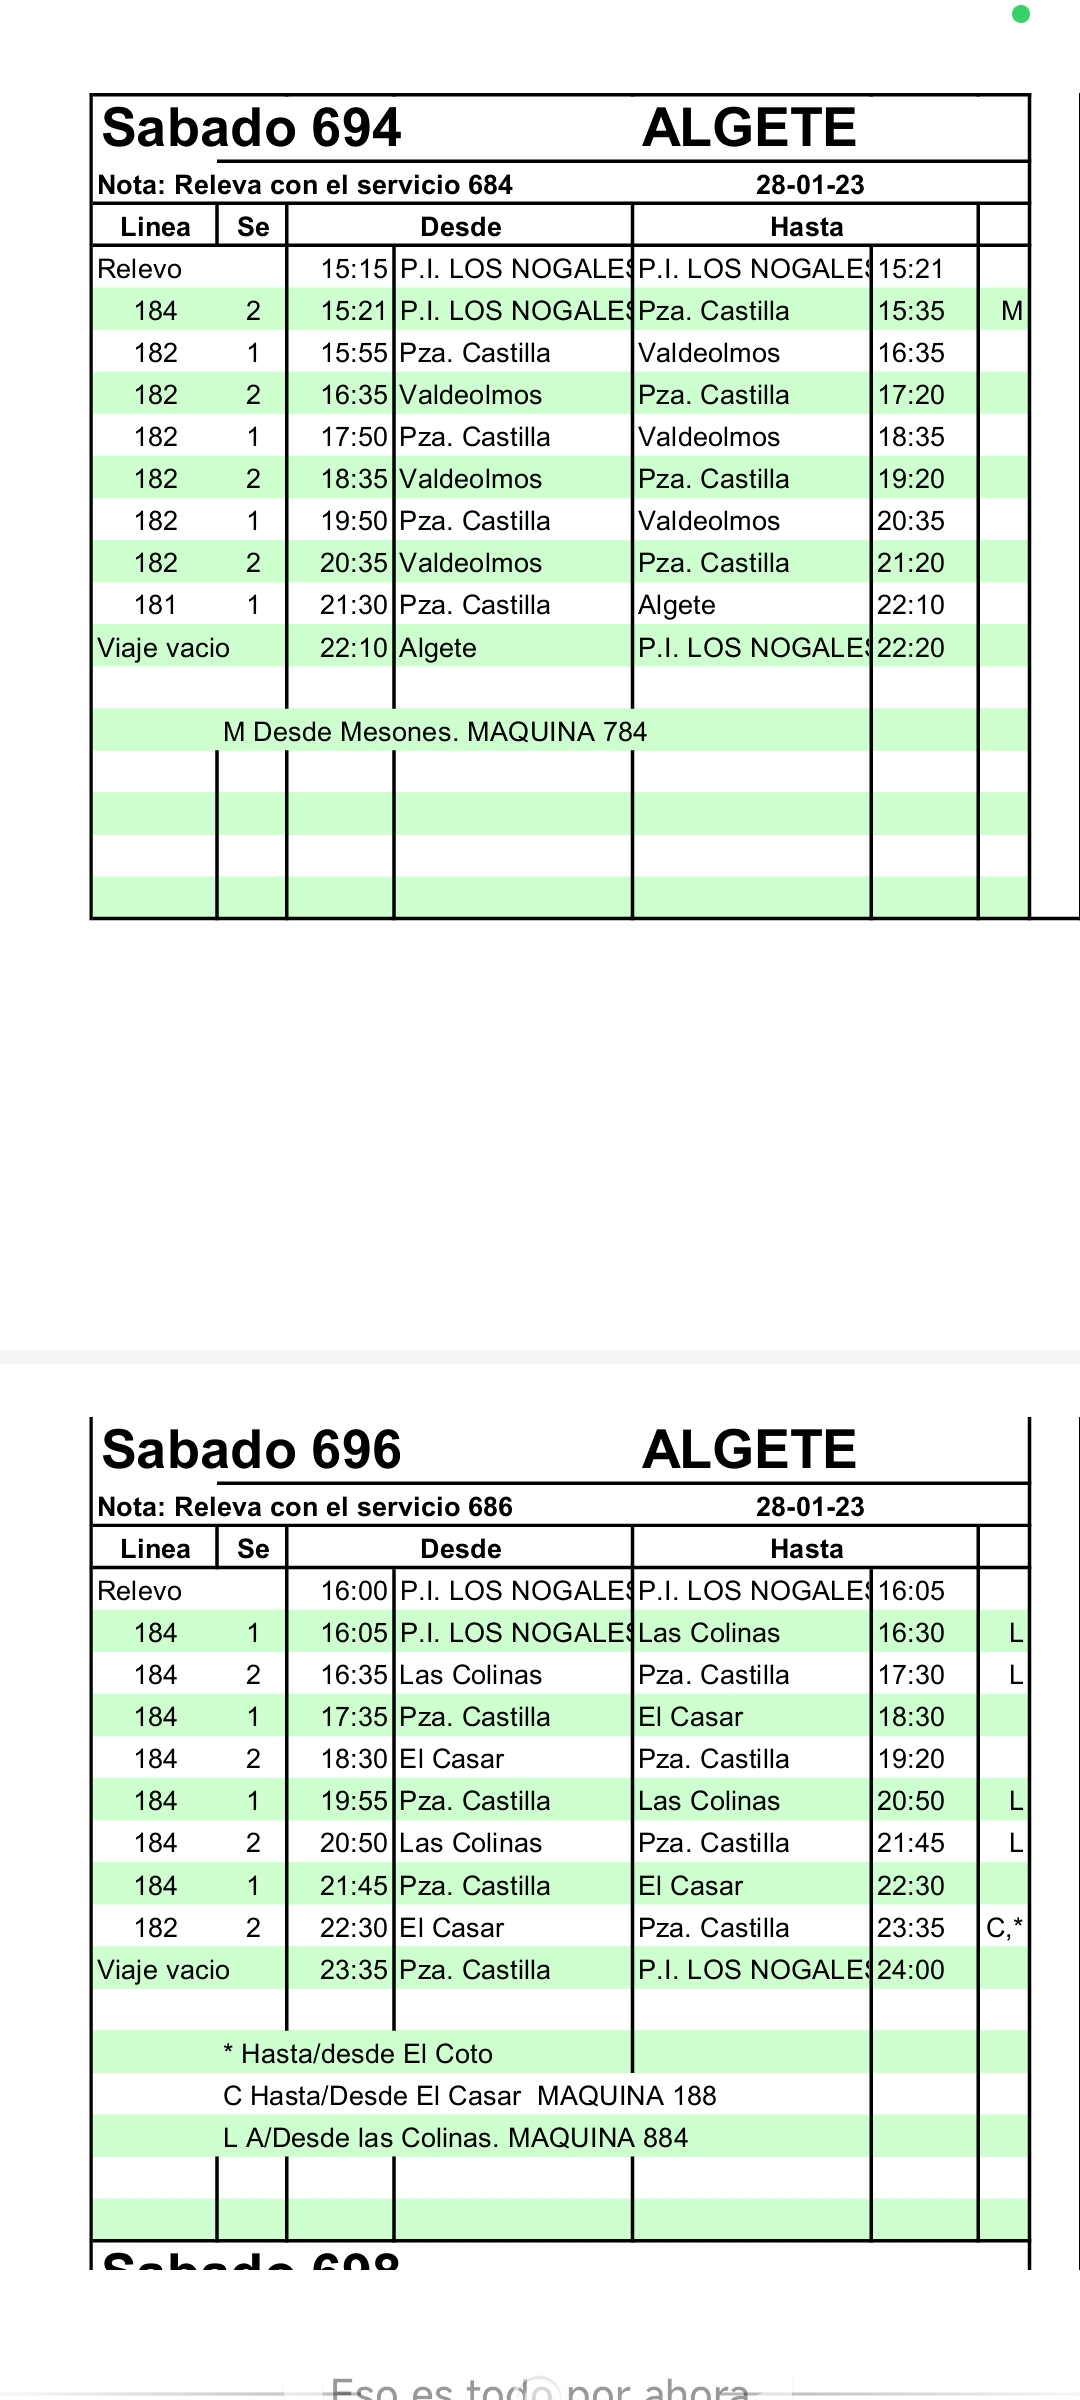 Sabado 694 ALGETE
Nota: Releva con el servicio 684 28-01-23
Linea Se Desde Hasta
Relevo 15:15 P.I. LOS NOGALES P.I. LOS NOGALES 15:21
184 2 15:21 P.I. LOS NOGALES Pza. Castilla 15:35 M
182 1 15:55 Pza. Castilla Valdeolmos 16:35
182 2 16:35 Valdeolmos Pza. Castilla 17:20
182 1 17:50 Pza. Castilla Valdeolmos 18:35
182 2 18:35 Valdeolmos Pza. Castilla 19:20
182 1 19:50 Pza. Castilla Valdeolmos 20:35
182 2 20:35 Valdeolmos Pza. Castilla 21:20
181 1 21:30 Pza. Castilla Algete 22:10
Viaje vacio 22:10 Algete P.I. LOS NOGALES 22:20
M Desde Mesones. MAQUINA 784
Sabado 696 ALGETE
Nota: Releva con el servicio 686 28-01-23
Linea Se Desde Hasta
Relevo 16:00 P.I. LOS NOGALES P.I. LOS NOGALES 16:05
184 1 16:05 P.I. LOS NOGALES Las Colinas 16:30 L
184 2 16:35 Las Colinas Pza. Castilla 17:30 L
184 1 17:35 Pza. Castilla El Casar 18:30
184 2 18:30 El Casar Pza. Castilla 19:20
184 1 19:55 Pza. Castilla Las Colinas 20:50 L
184 2 20:50 Las Colinas Pza. Castilla 21:45 L
184 1 21:45 Pza. Castilla El Casar 22:30
182 2 22:30 El Casar Pza. Castilla 23:35 C,*
Viaje vacio 23:35 Pza. Castilla P.I. LOS NOGALES 24:00
* Hasta/desde El Coto
C Hasta/Desde El Casar MAQUINA 188
L A/Desde las Colinas. MAQUINA 884
Sabado 698
Eso es todo por ahora